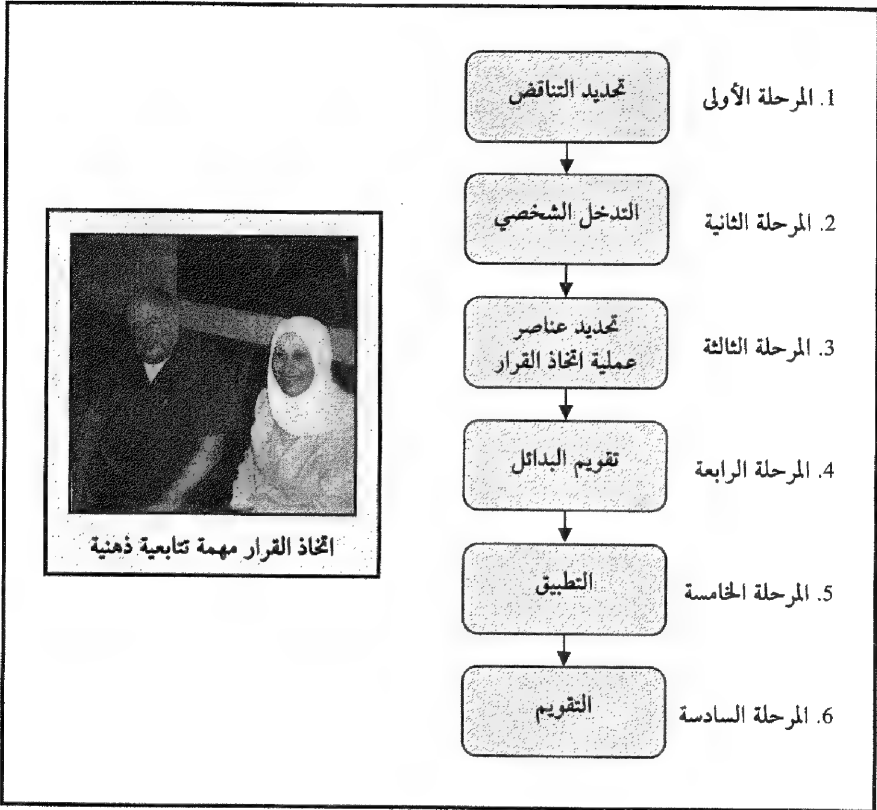 1. المرحلة الأولى
تحديد التناقض
2. المرحلة الثانية
التدخل الشخصي
3. المرحلة الثالثة
تحديد عناصر
عملية اتخاذ القرار
4. المرحلة الرابعة
تقويم البدائل
5. المرحلة الخامسة
التطبيق
6. المرحلة السادسة
التقويم
اتخاذ القرار مهمة تتابعية ذهنية